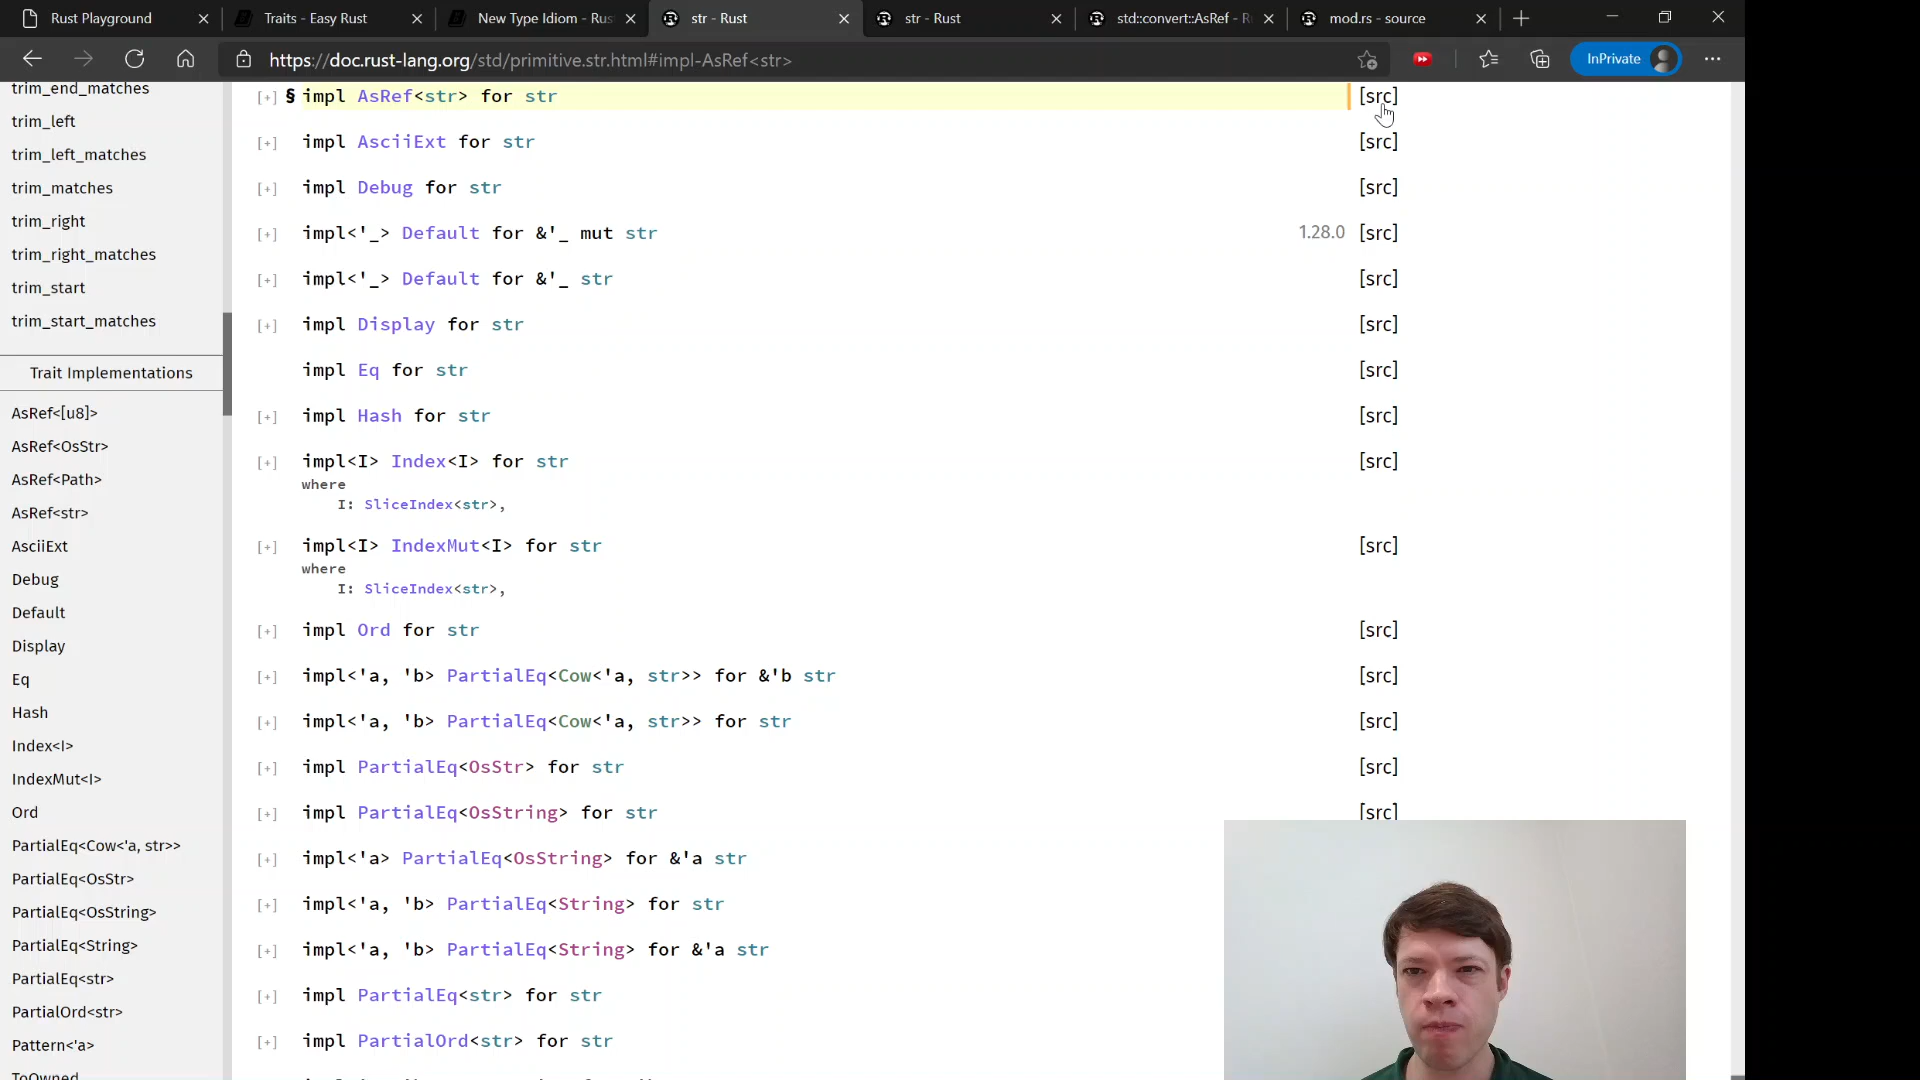 Rust Playground
Traits - Easy Rust
New Type Idiom - Rus
str - Rust
str - Rust
std::convert::AsRef - R
mod.rs - source
https://doc.rust-lang.org/std/primitive.str.html#impl-AsRef<str>
InPrivate
trim_end_matches
trim_left
trim_left_matches
trim_matches
trim_right
trim_right_matches
trim_start
trim_start_matches
Trait Implementations
AsRef<[u8]>
AsRef<OsStr>
AsRef<Path>
AsRef<str>
AsciiExt
Debug
Default
Display
Eq
Hash
Index<I>
IndexMut<I>
Ord
PartialEq<Cow<'a, str>>
PartialEq<OsStr>
PartialEq<OsString>
PartialEq<String>
PartialEq<str>
PartialOrd<str>
Pattern<'a>
ToOwned
[+] § impl AsRef<str> for str [src]
[+] impl AsciiExt for str [src]
[+] impl Debug for str [src]
[+] impl<'_> Default for &'_ mut str 1.28.0 [src]
[+] impl<'_> Default for &'_ str [src]
[+] impl Display for str [src]
impl Eq for str [src]
[+] impl Hash for str [src]
[+] impl<I> Index<I> for str [src]
where
I: SliceIndex<str>,
[+] impl<I> IndexMut<I> for str [src]
where
I: SliceIndex<str>,
[+] impl Ord for str [src]
[+] impl<'a, 'b> PartialEq<Cow<'a, str>> for &'b str [src]
[+] impl<'a, 'b> PartialEq<Cow<'a, str>> for str [src]
[+] impl PartialEq<OsStr> for str [src]
[+] impl PartialEq<OsString> for str [src]
[+] impl<'a> PartialEq<OsString> for &'a str
[+] impl<'a, 'b> PartialEq<String> for str
[+] impl<'a, 'b> PartialEq<String> for &'a str
[+] impl PartialEq<str> for str
[+] impl PartialOrd<str> for str